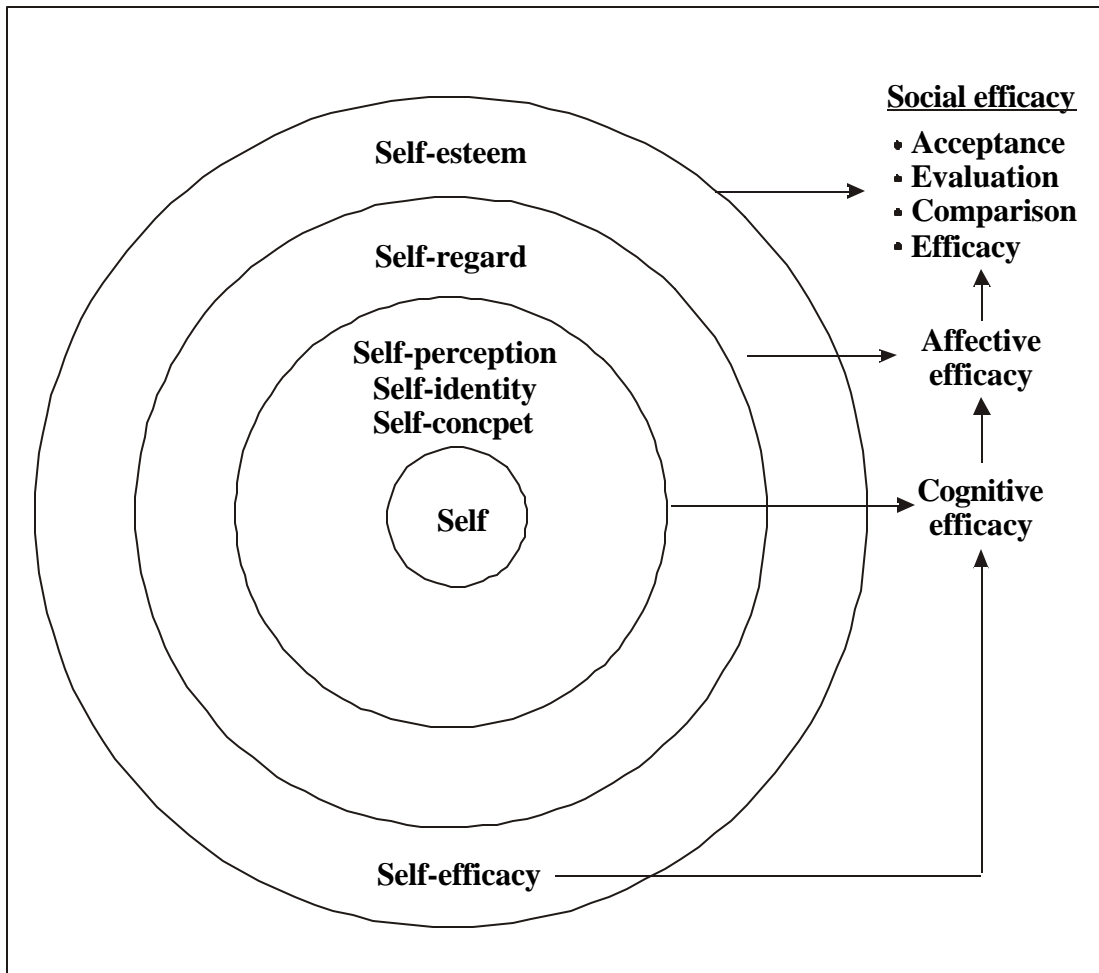 Social efficacy
• Acceptance
• Evaluation
• Comparison
• Efficacy
Self-esteem
Self-regard
Affective
efficacy
Self-perception
Self-identity
Self-concpet
Cognitive
efficacy
Self
Self-efficacy